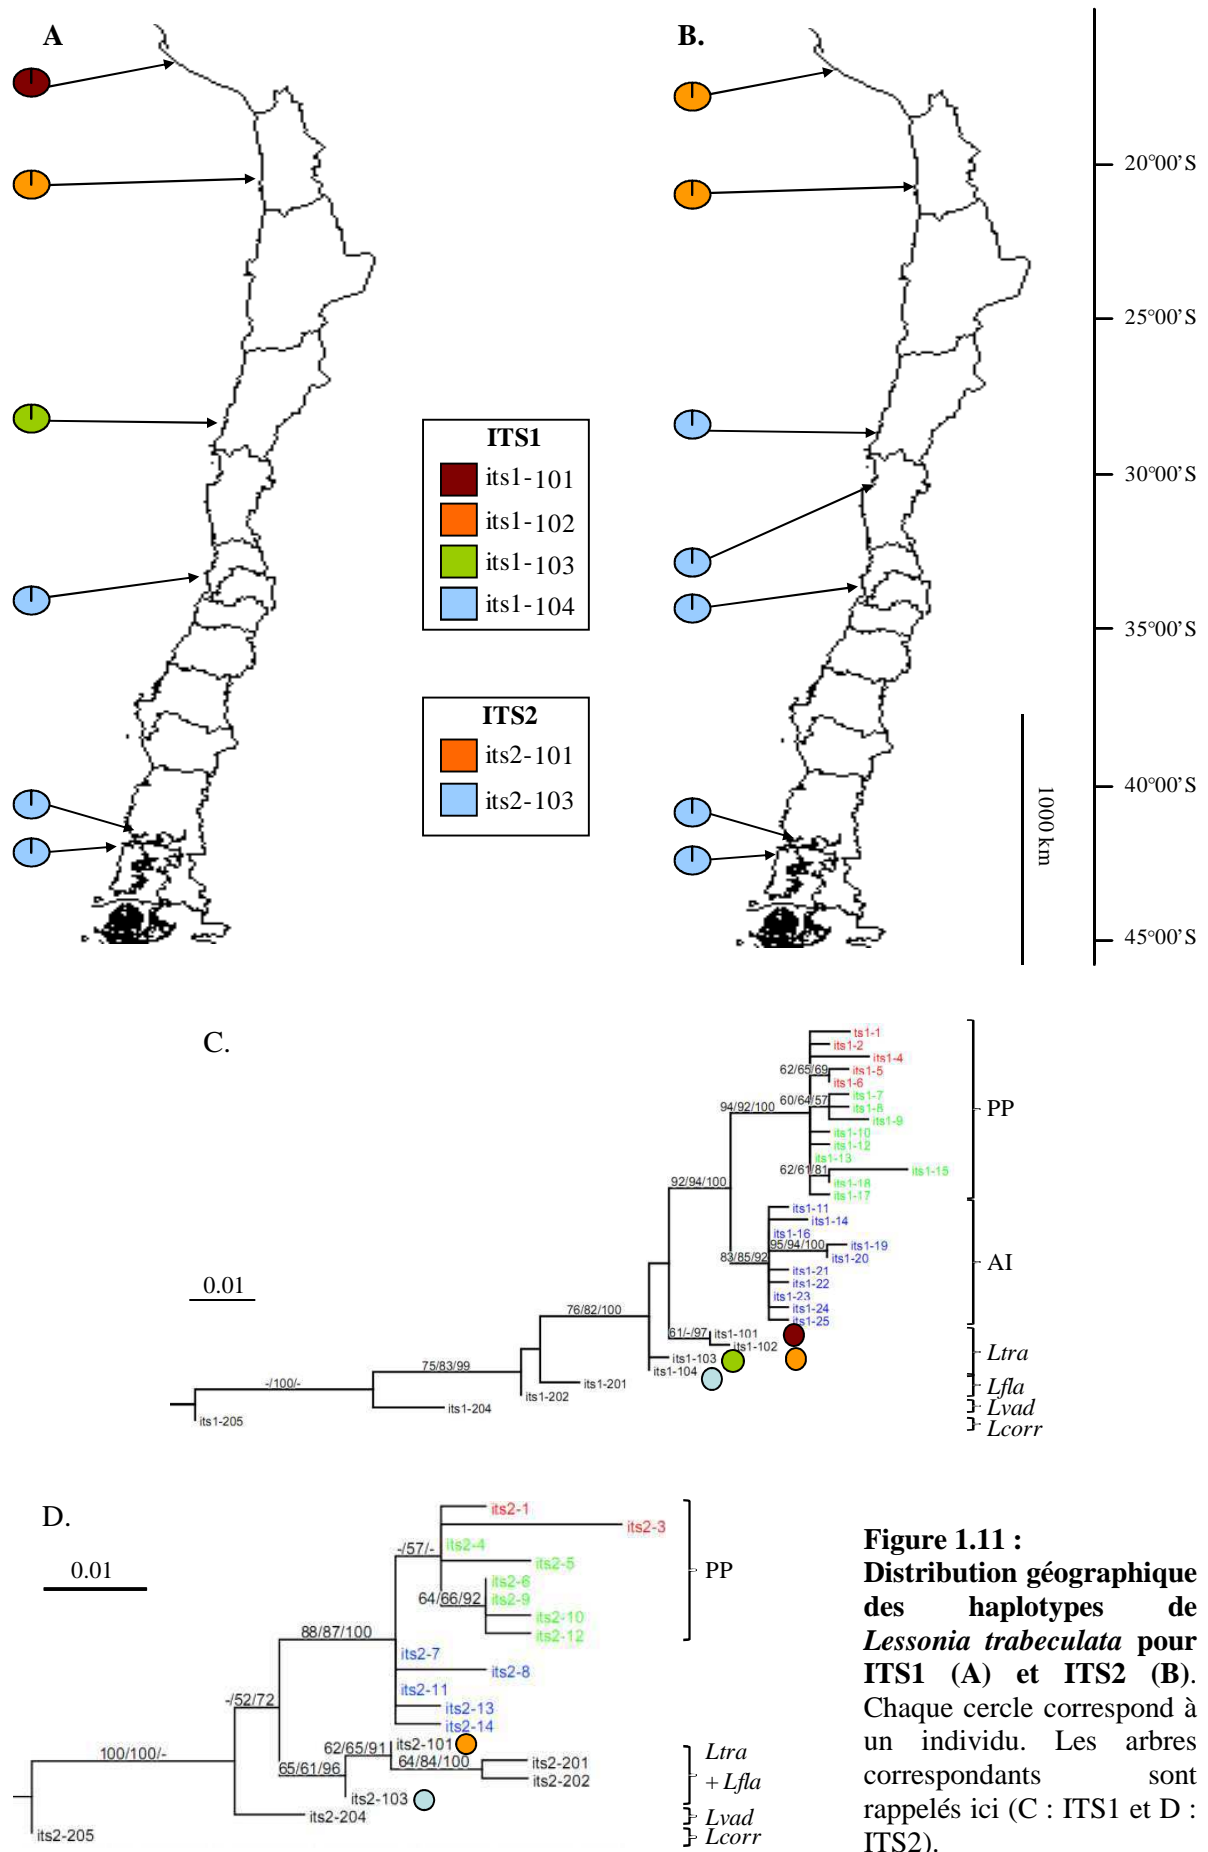 A
B.
20°00’S
25°00’S
30°00’S
35°00’S
40°00’S
45°00’S
1000 km
ITS1
its1-101
its1-102
its1-103
its1-104
ITS2
its2-101
its2-103
C.
0.01
ts1-1
its1-2
its1-4
62/65/69
its1-5
its1-6
60/64/57
its1-7
its1-8
its1-9
94/92/100
its1-10
its1-12
its1-13
62/61/81
its1-15
its1-18
its1-17
92/94/100
its1-11
its1-14
its1-16
95/94/100
its1-19
its1-20
83/85/92
its1-21
its1-22
its1-23
its1-24
its1-25
76/82/100
61/-/97
its1-101
its1-102
its1-103
its1-104
75/83/99
its1-201
its1-202
-/100/-
its1-204
its1-205
PP
AI
Ltra
Lfla
Lvad
Lcorr
D.
0.01
its2-1
its2-3
its2-4
-/57/-
its2-5
its2-6
64/66/92
its2-9
its2-10
its2-12
88/87/100
its2-7
its2-8
its2-11
its2-13
its2-14
-/52/72
62/65/91
its2-101
64/84/100
its2-201
its2-202
65/61/96
its2-103
100/100/-
its2-204
its2-205
PP
Ltra
+ Lfla
Lvad
Lcorr
Figure 1.11 :
Distribution géographique
des haplotypes de
Lessonia trabeculata pour
ITS1 (A) et ITS2 (B).
Chaque cercle correspond à
un individu. Les arbres
correspondants sont
rappelés ici (C : ITS1 et D :
ITS2).